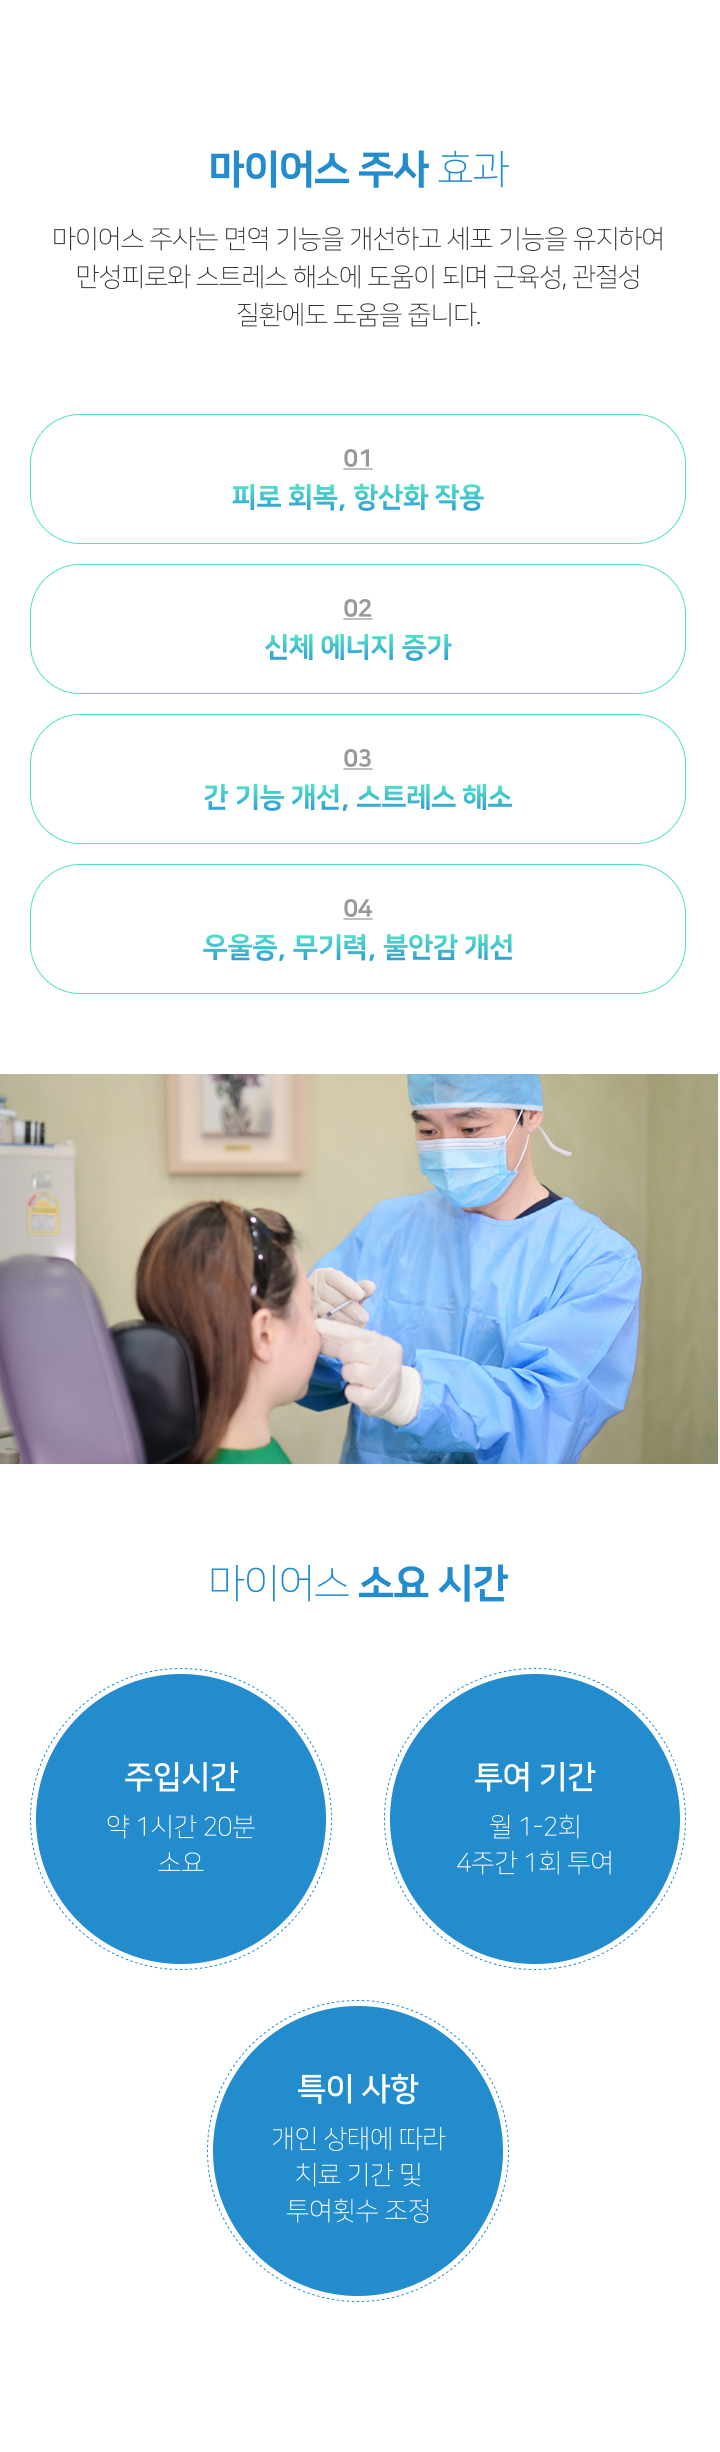 마이어스 주사 효과
마이어스 주사는 면역 기능을 개선하고 세포 기능을 유지하여
만성피로와 스트레스 해소에 도움이 되며 근육성, 관절성
질환에도 도움을 줍니다.
01
피로 회복, 항산화 작용
02
신체 에너지 증가
03
간 기능 개선, 스트레스 해소
04
우울증, 무기력, 불안감 개선
마이어스 소요 시간
주입시간
약 1시간 20분
소요
투여 기간
월 1-2회
4주간 1회 투여
특이 사항
개인 상태에 따라
치료 기간 및
투여횟수 조정